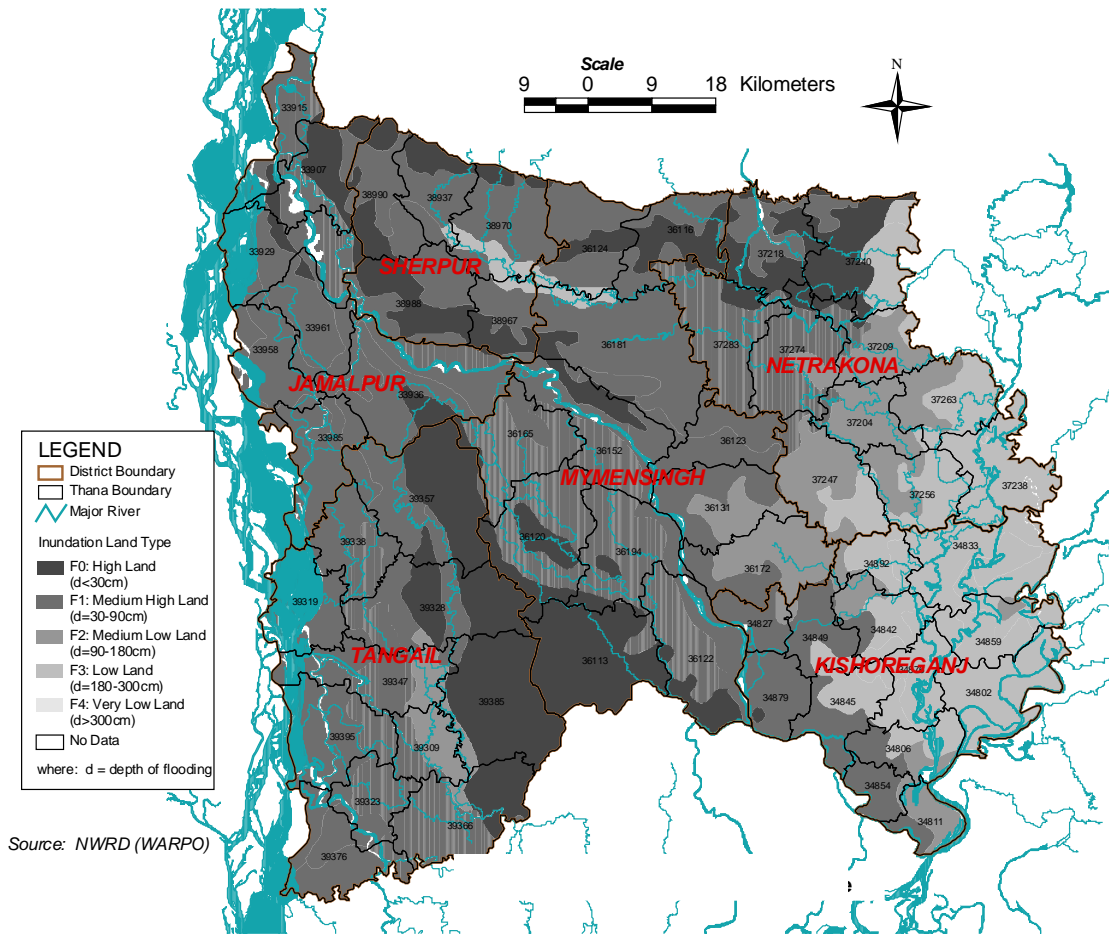 Scale
9 0 9 18 Kilometers
N
33915
33907
38990
38937
38970
36124
36116
37218
37240
33929
SHERPUR
38988
38967
36181
37283
37274
37209
NETRAKONA
33961
33958
JAMALPUR
33936
33985
36165
36152
36123
37204
37263
MYMENSINGH
37247
37256
37238
39357
36131
36120
36194
36172
34892
34833
39338
39319
39328
34827
34849
34842
34859
TANGAIL
KISHOREGANJ
36113
36122
39347
39385
34879
34845
34802
39395
39309
34806
39323
39366
34854
34811
39376
LEGEND
District Boundary
Thana Boundary
Major River
Inundation Land Type
F0: High Land
(d<30cm)
F1: Medium High Land
(d=30-90cm)
F2: Medium Low Land
(d=90-180cm)
F3: Low Land
(d=180-300cm)
F4: Very Low Land
(d>300cm)
No Data
where: d = depth of flooding
Source: NWRD (WARPO)